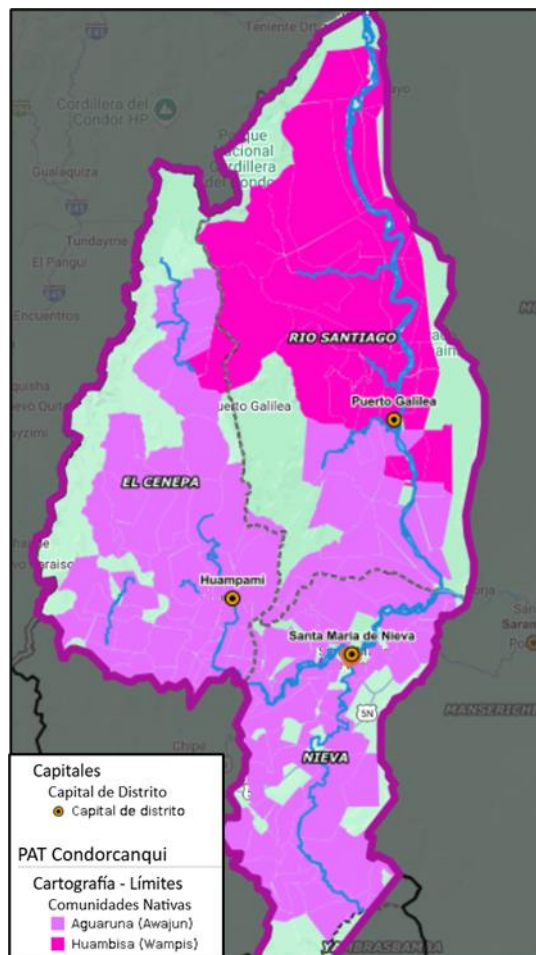 Teniente
Cordillera del
Condor HP
Parque
Nacional
Cordillera
del Condor
Gualaquiza
Tundayme
El Pangui
Encuentros
RIO SANTIAGO
Puerto Galilea
uerto Galilea
EL CENEPA
Huampami
Santa Maria de Nieva
5N
MANSERICHE
Chipe
NIEVA
Capitales
Capital de Distrito
Capital de distrito
PAT Condorcanqui
Cartografía - Límites
Comunidades Nativas
Aguaruna (Awajun)
Huambisa (Wampis)
YAMBRASBAMBA